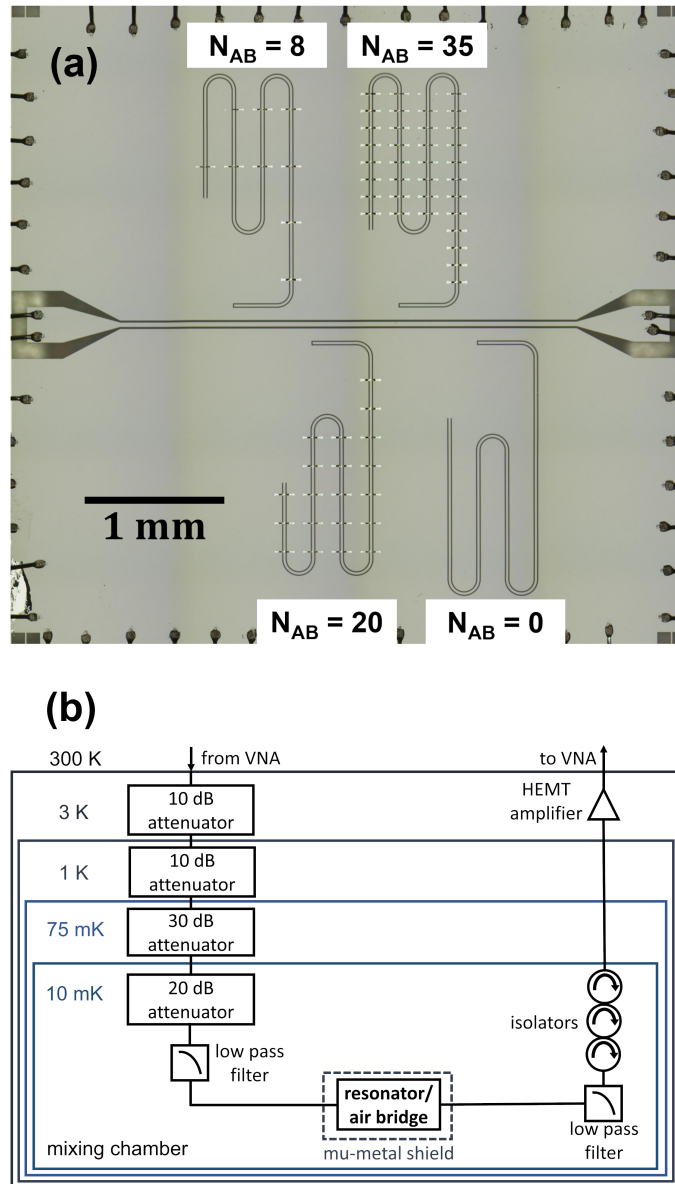 (a)
N_AB = 8
N_AB = 35
1 mm
N_AB = 20
N_AB = 0
(b)
300 K
from VNA
to VNA
3 K
10 dB
attenuator
HEMT
amplifier
1 K
10 dB
attenuator
75 mK
30 dB
attenuator
10 mK
20 dB
attenuator
isolators
low pass
filter
resonator/
air bridge
low pass
filter
mixing chamber
mu-metal shield